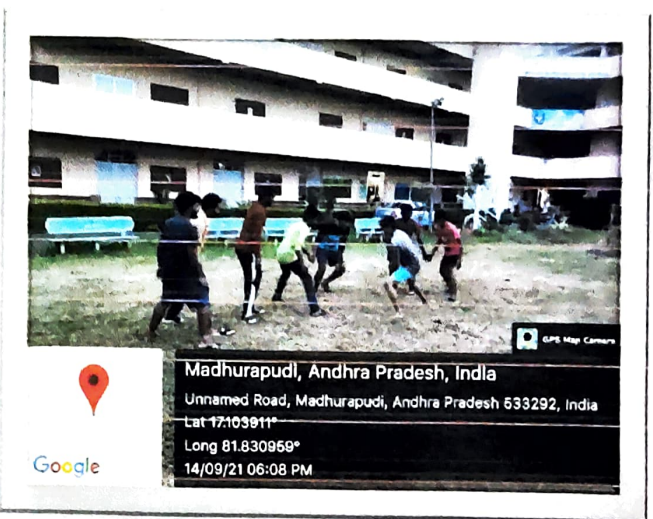 GPS Map Camera
Madhurapudi, Andhra Pradesh, India
Unnamed Road, Madhurapudi, Andhra Pradesh 533292, India
Lat 17.103911°
Long 81.830959°
14/09/21 06:08 PM
Google